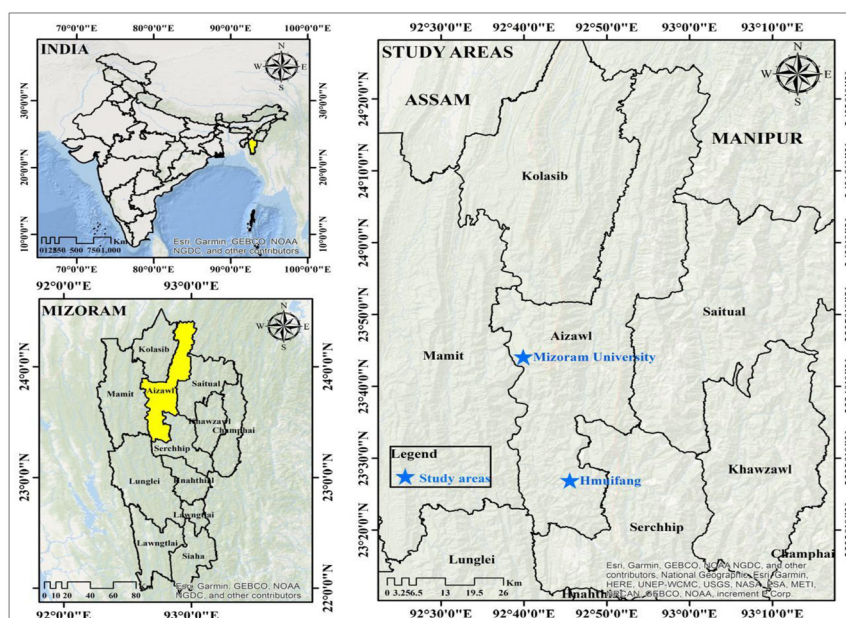 INDIA
N
W E
S
70°0'0"E 80°0'0"E 90°0'0"E 100°0'0"E
30°0'0"N
20°0'0"N
10°0'0"N
30°0'0"N
20°0'0"N
10°0'0"N
Km
Esri, Garmin, GEBCO, NOAA
NGDC, and other contributors
70°0'0"E 80°0'0"E 90°0'0"E 100°0'0"E
92°0'0"E 93°0'0"E
MIZORAM
N
W E
S
24°0'0"N
23°0'0"N
22°0'0"N
24°0'0"N
23°0'0"N
22°0'0"N
Kolasib
Mamit
Aizawl
Saitual
Khawzawl
Champhai
Serchhip
Lunglei
Hnahthial
Lawngtlai
Lawngtlai
Siaha
Km
0 10 20 40 60 80
Esri, Garmin, GEBCO, NOAA
NGDC, and other contributors
92°0'0"E 93°0'0"E
92°30'0"E 92°40'0"E 92°50'0"E 93°0'0"E 93°10'0"E
STUDY AREAS
N
W E
S
ASSAM
MANIPUR
24°20'0"N
24°10'0"N
24°0'0"N
23°50'0"N
23°40'0"N
23°30'0"N
23°20'0"N
Kolasib
Saitual
Aizawl
Mamit
Mizoram University
Legend
Study areas
Hmuifang
Khawzawl
Serchhip
Lunglei
Champhai
Hnahthial
Km
0 3.25 6.5 13 19.5 26
Esri, Garmin, GEBCO, NOAA NGDC, and other
contributors, National Geographic, Esri, Garmin,
HERE, UNEP-WCMC, USGS, NASA, ESA, METI,
NRCAN, GEBCO, NOAA, increment P Corp.
92°30'0"E 92°40'0"E 92°50'0"E 93°0'0"E 93°10'0"E